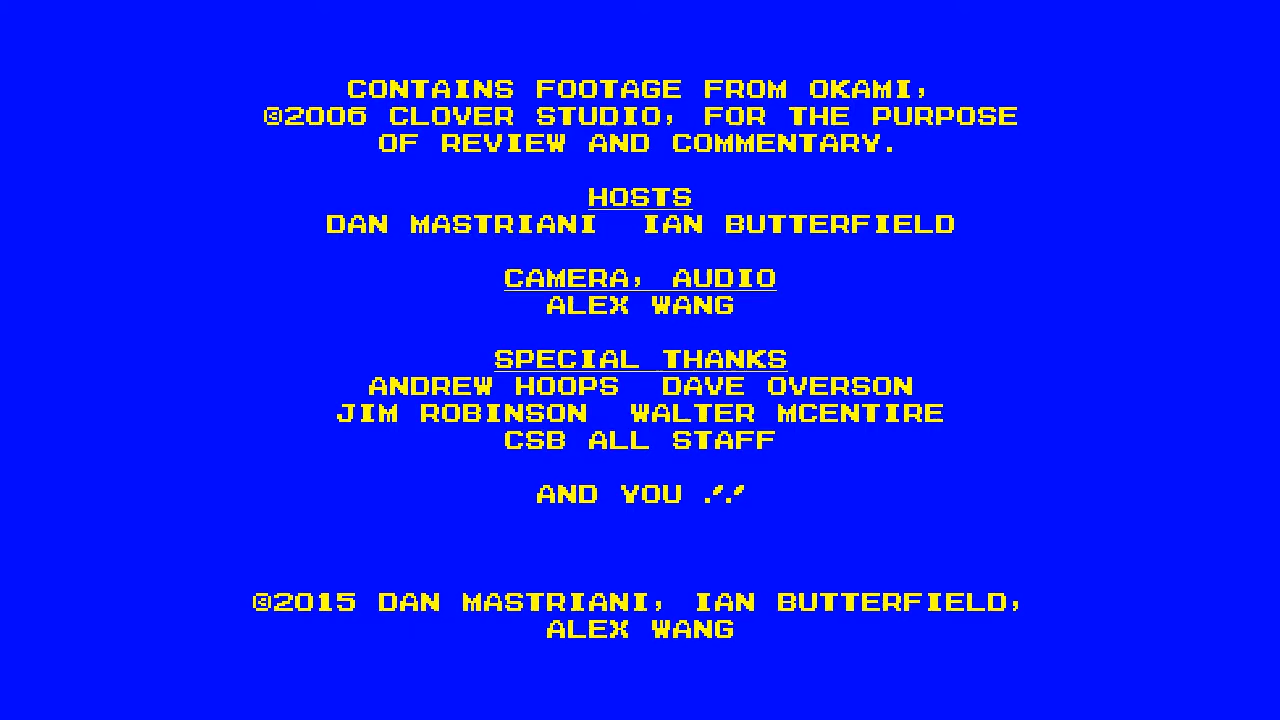 CONTAINS FOOTAGE FROM OKAMI,
©2006 CLOVER STUDIO, FOR THE PURPOSE
OF REVIEW AND COMMENTARY.
HOSTS
DAN MASTRIANI  IAN BUTTERFIELD
CAMERA, AUDIO
ALEX WANG
SPECIAL THANKS
ANDREW HOOPS  DAVE OVERSON
JIM ROBINSON  WALTER MCENTIRE
CSB ALL STAFF
AND YOU !!
©2015 DAN MASTRIANI, IAN BUTTERFIELD,
ALEX WANG